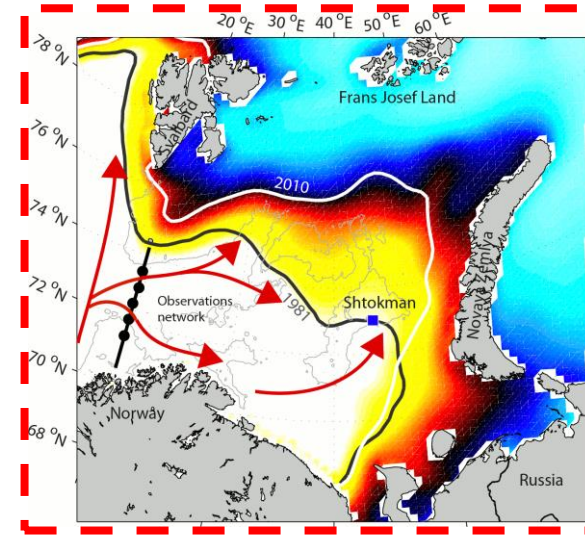 20 °E
30 °E
40 °E
50 °E
60 °E
78 °N
76 °N
74 °N
72 °N
70 °N
68 °N
Frans Josef Land
Svalbard
2010
Novaya Zemlya
1981
Shtokman
Observations
network
Norway
Russia